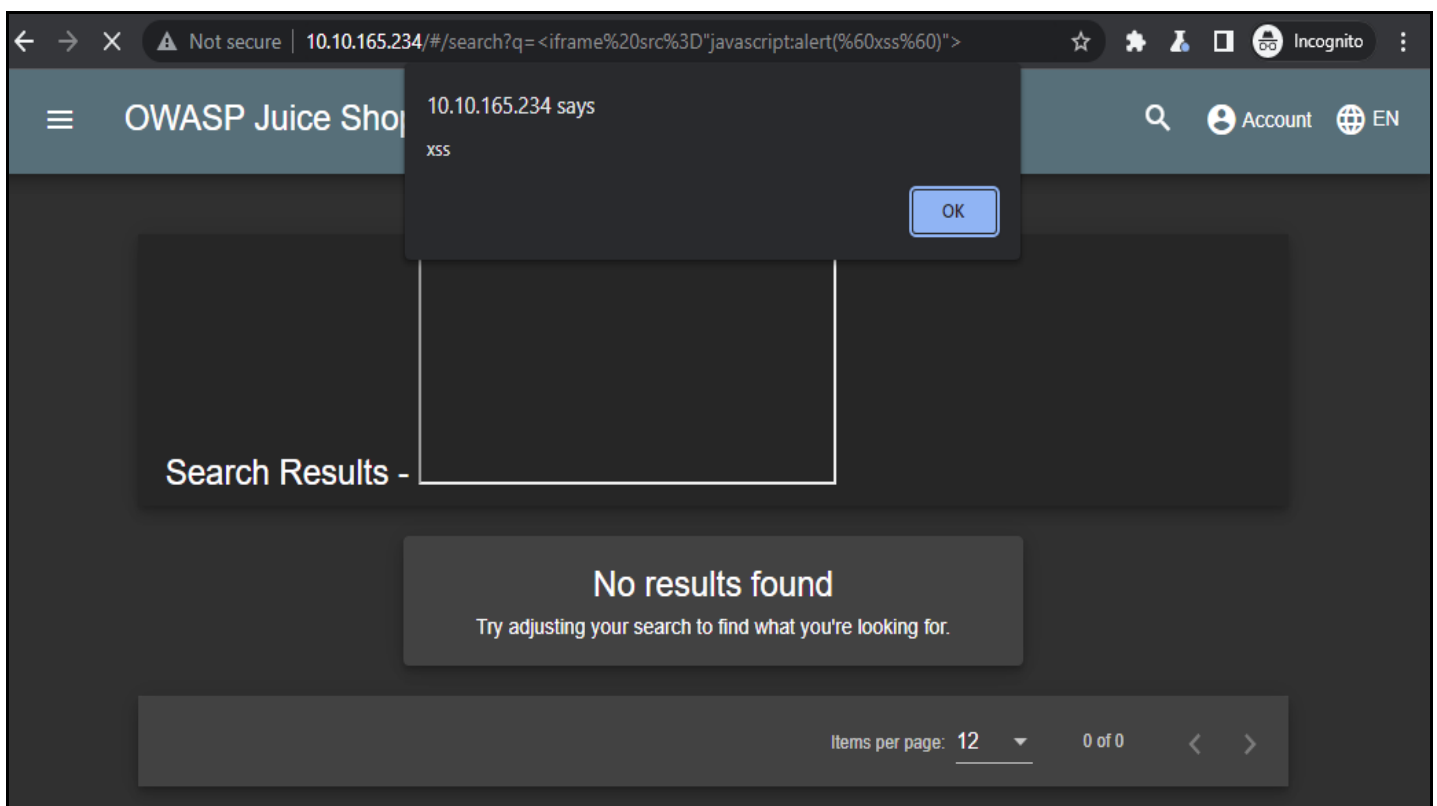 Not secure | 10.10.165.234/#/search?q=<iframe%20src%3D"javascript:alert(%60xss%60)"> Incognito
OWASP Juice Shop Account EN
10.10.165.234 says
xss
OK
Search Results -
No results found
Try adjusting your search to find what you're looking for.
Items per page: 12 0 of 0